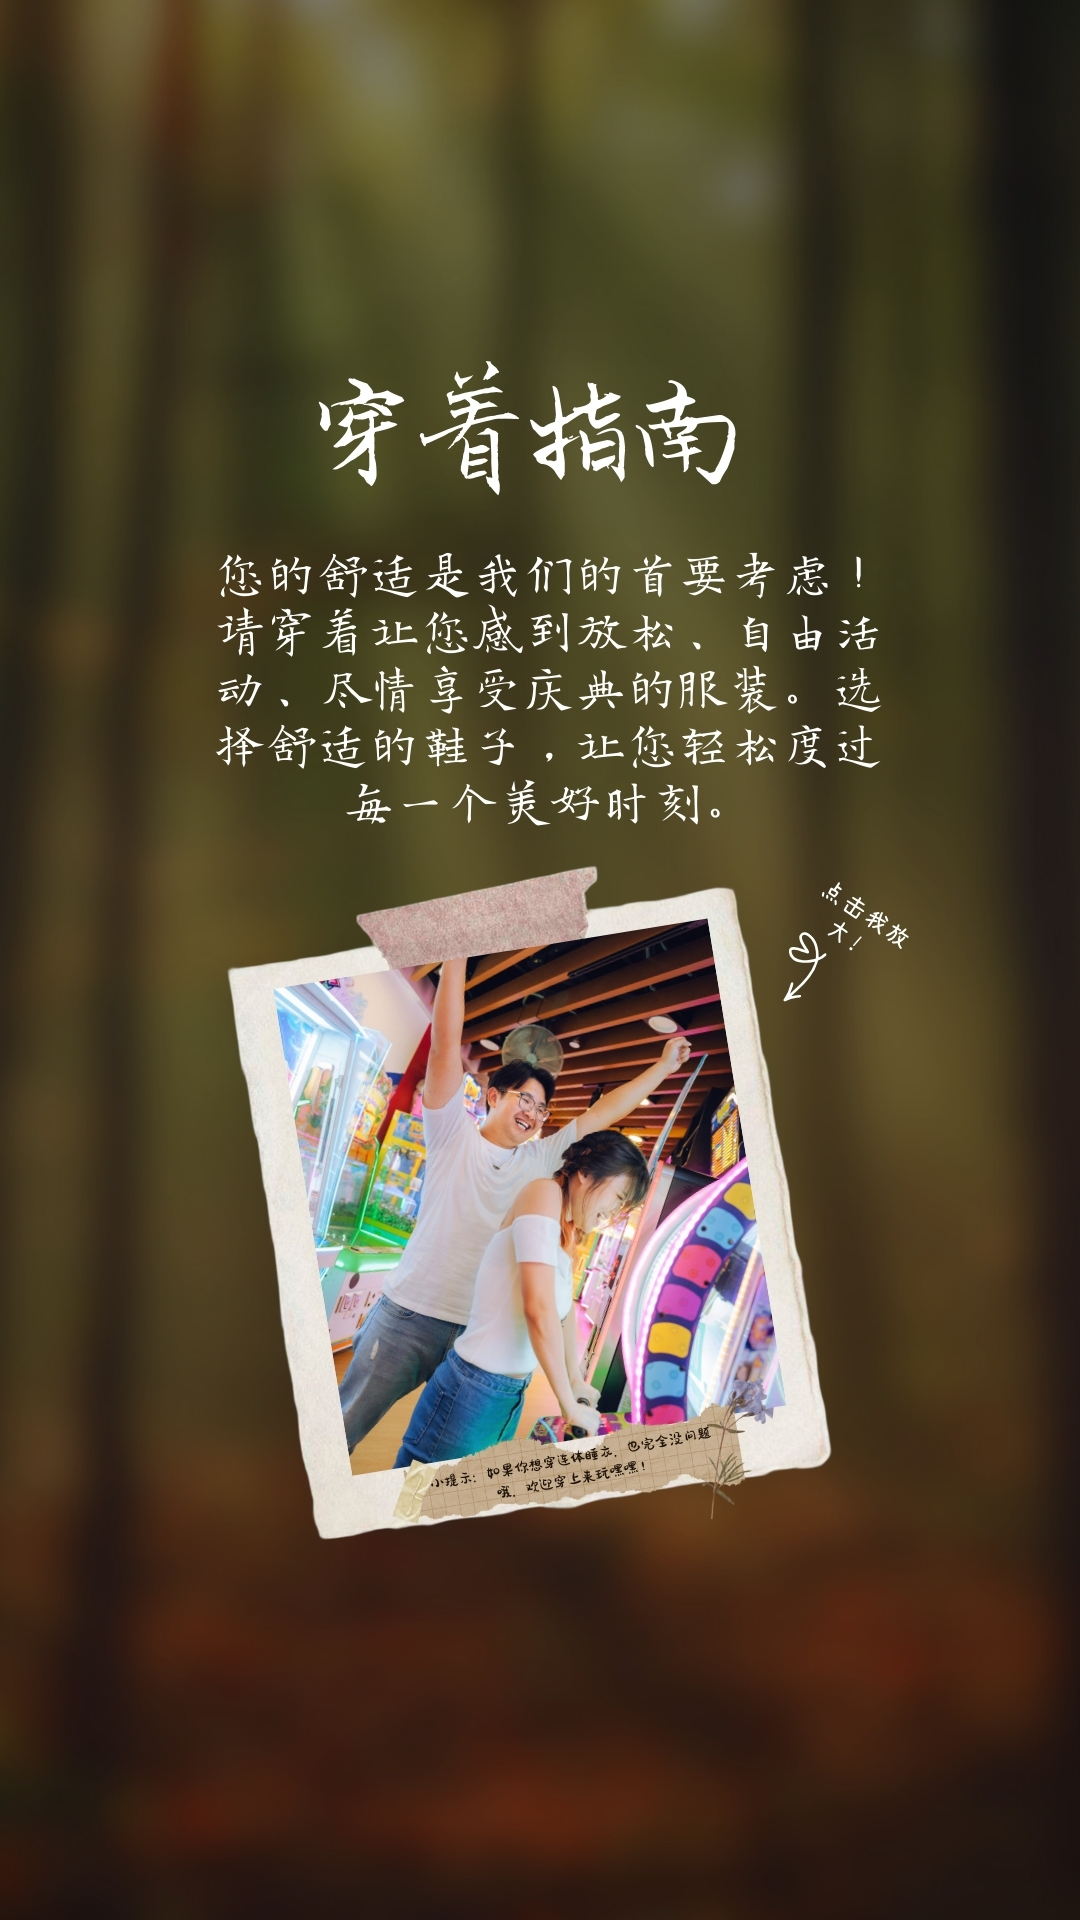 穿着指南
您的舒适是我们的首要考虑！
请穿着让您感到放松、自由活
动、尽情享受庆典的服装。选
择舒适的鞋子，让您轻松度过
每一个美好时刻。
点击我放
大！
小提示：如果你想穿连体睡衣，也完全没问题
哦，欢迎穿上来玩嘿嘿！